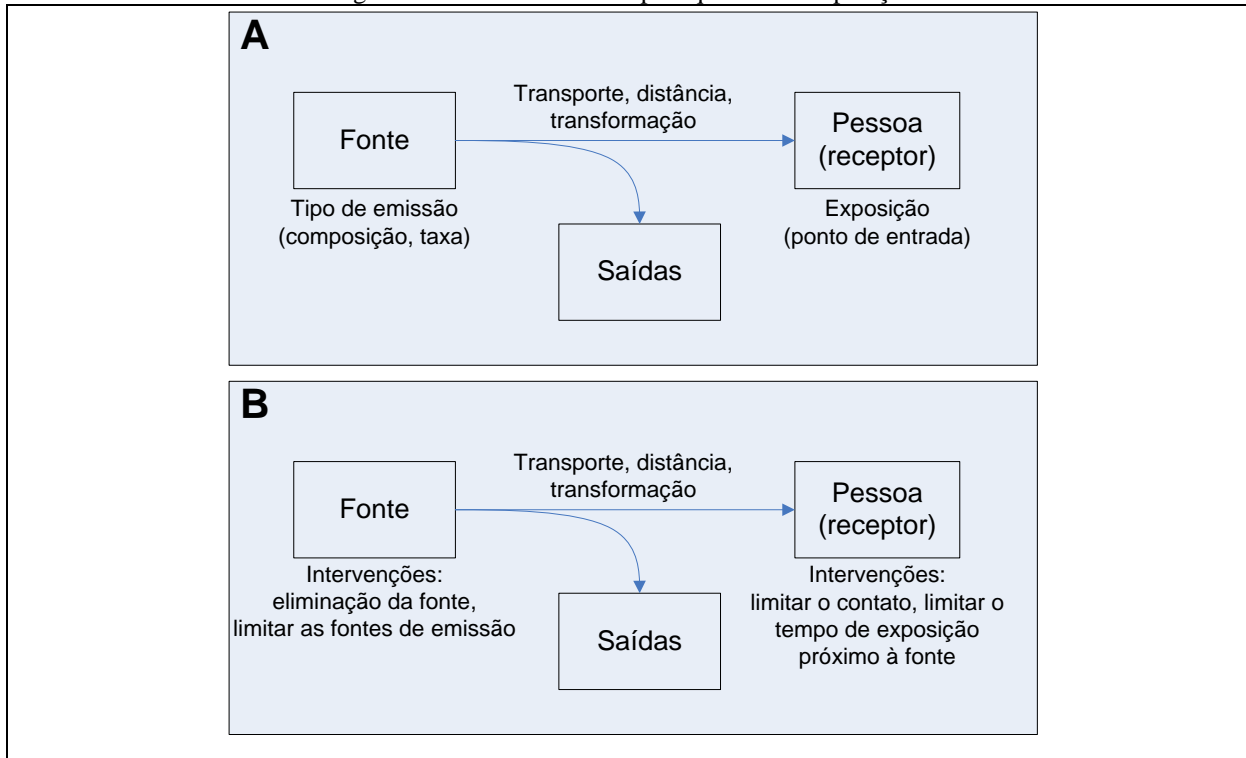 A
Transporte, distância,
transformação
Fonte
Pessoa
(receptor)
Tipo de emissão
(composição, taxa)
Exposição
(ponto de entrada)
Saídas
B
Transporte, distância,
transformação
Fonte
Pessoa
(receptor)
Intervenções:
eliminação da fonte,
limitar as fontes de emissão
Intervenções:
limitar o contato, limitar o
tempo de exposição
próximo à fonte
Saídas